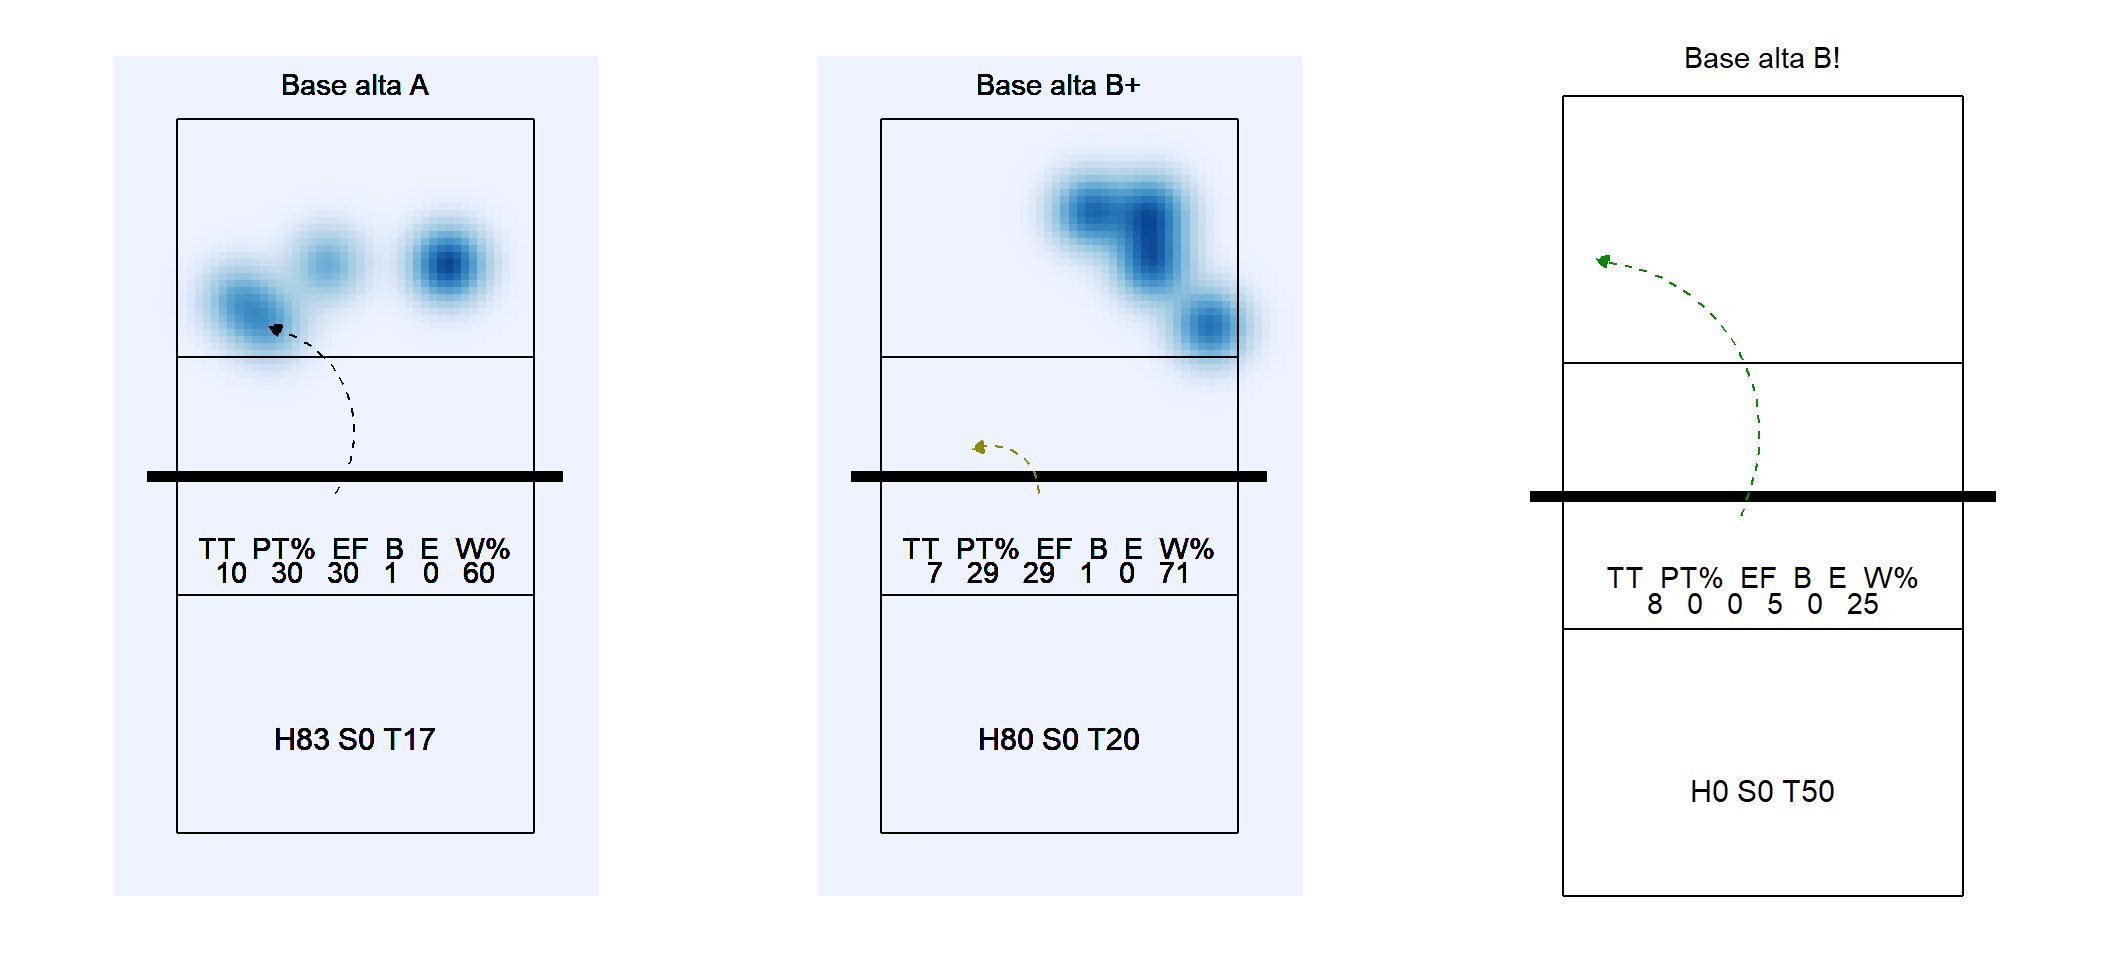 Base alta A
TT PT% EF B E W%
10 30 30 1 0 60
H83 S0 T17
Base alta B+
TT PT% EF B E W%
7 29 29 1 0 71
H80 S0 T20
Base alta B!
TT PT% EF B E W%
8 0 0 5 0 25
H0 S0 T50